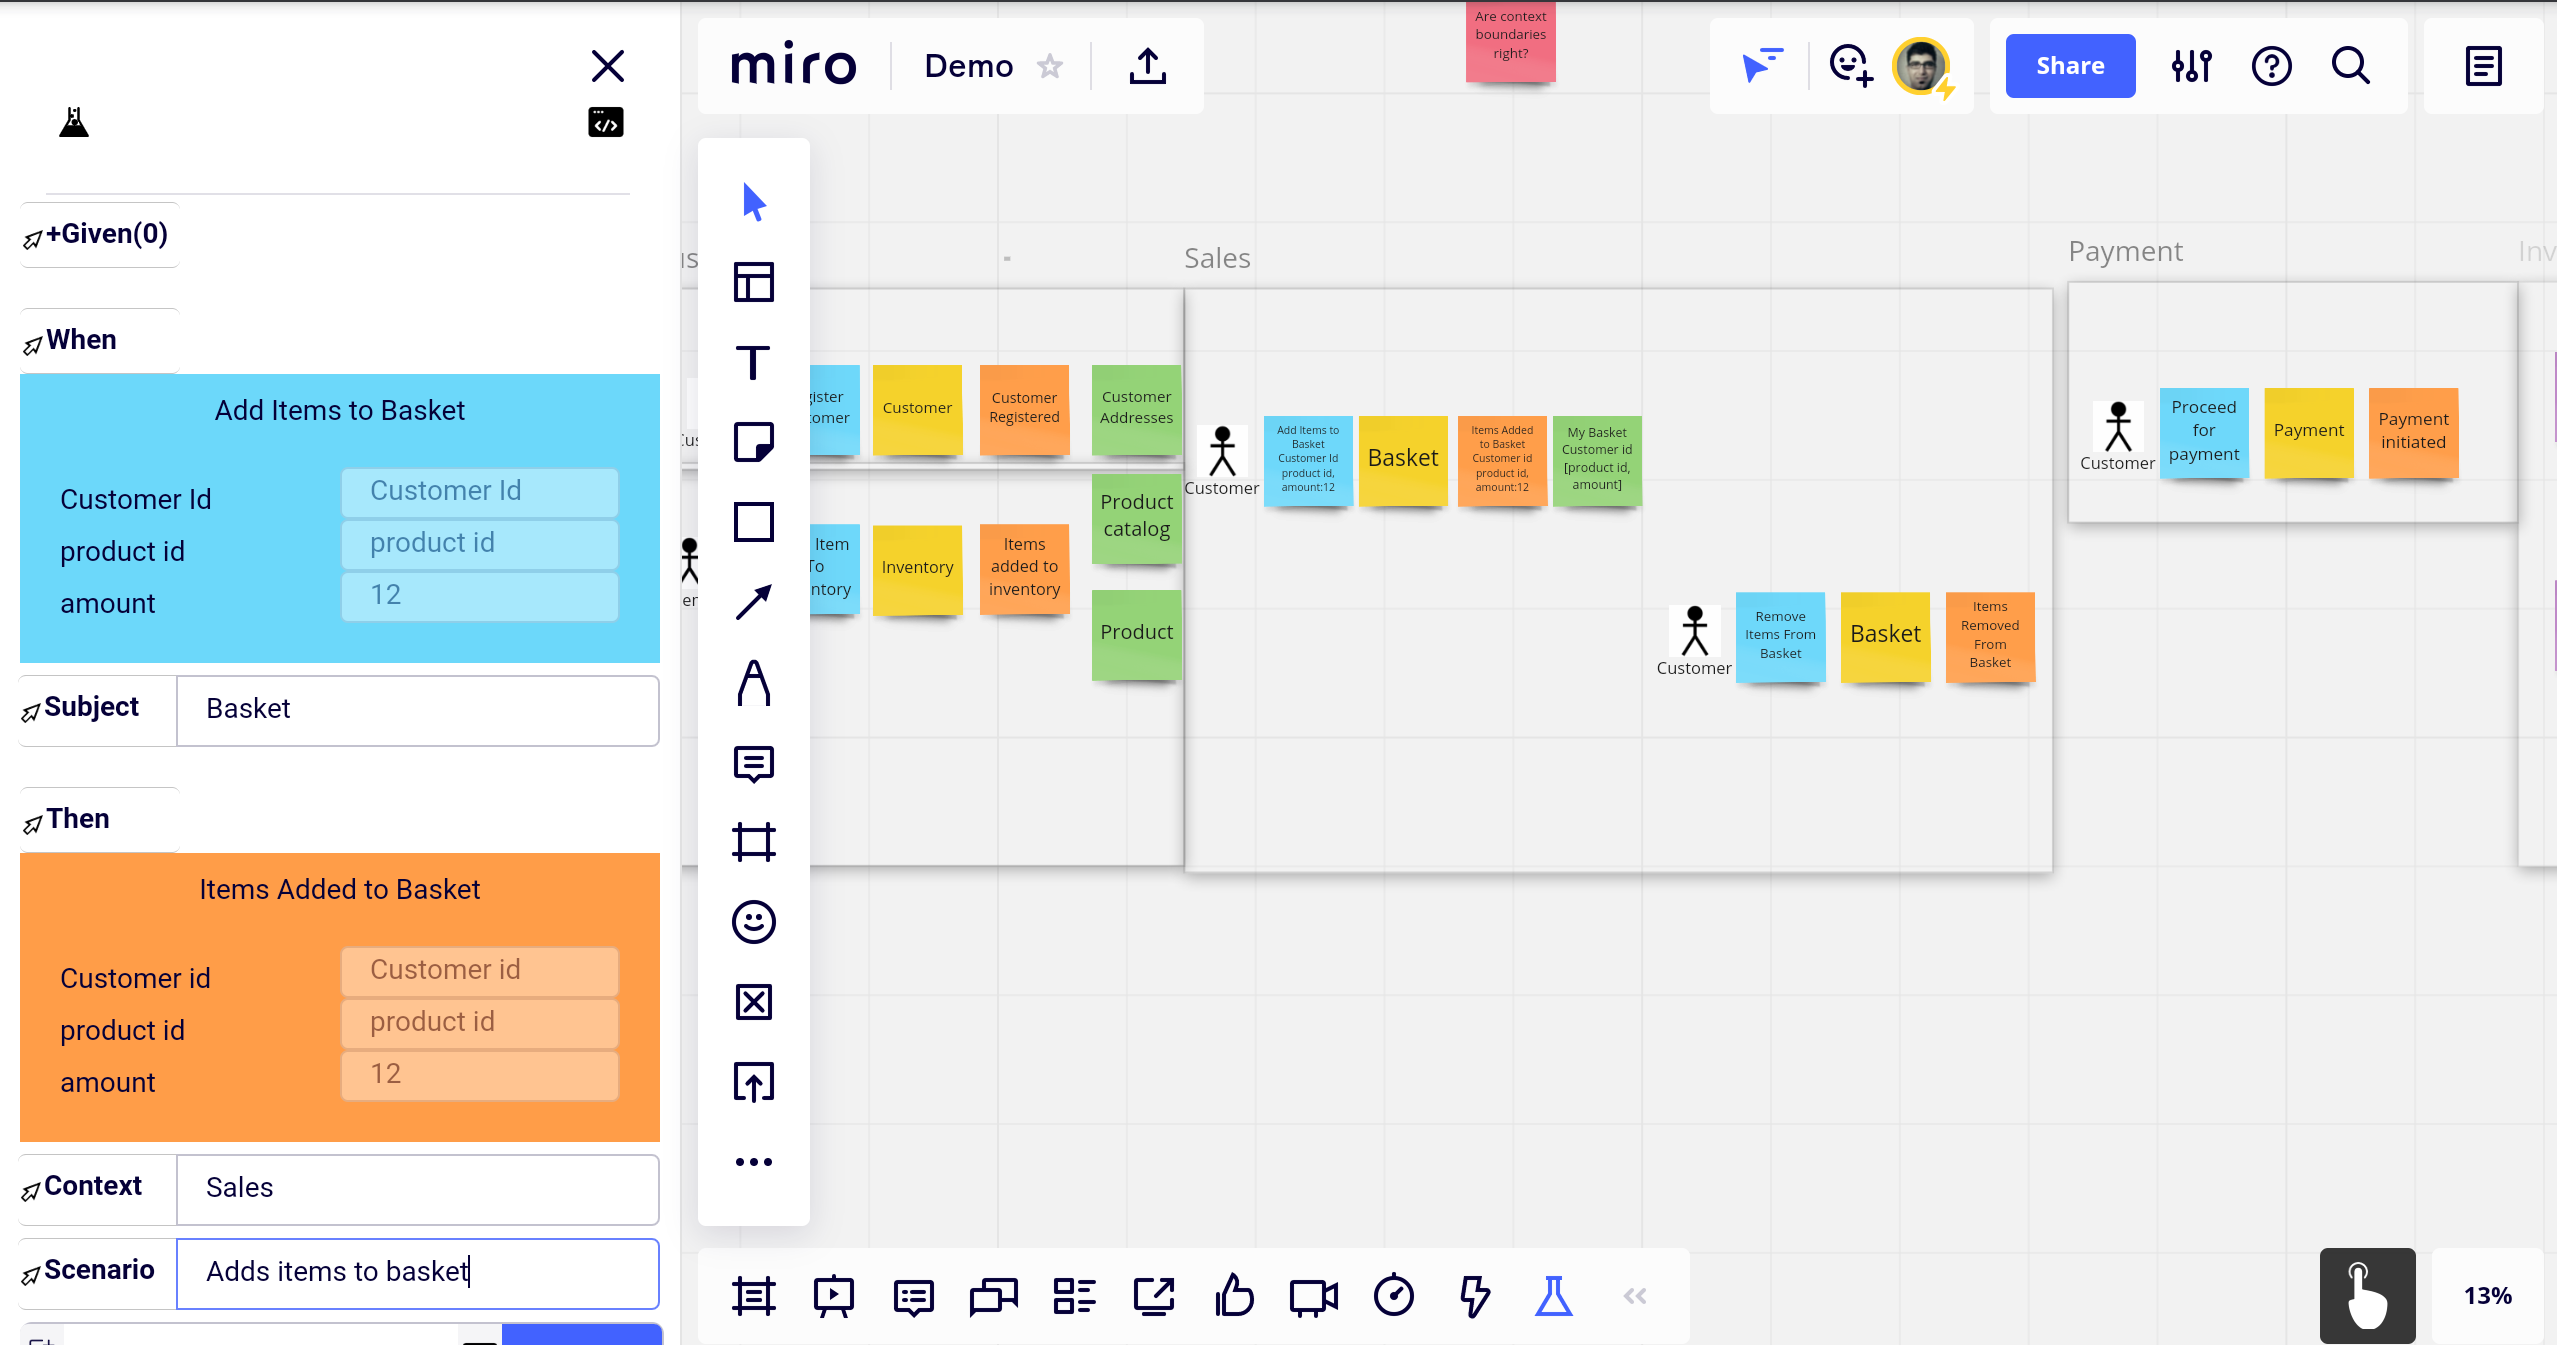 +Given(0)
When
Add Items to Basket
Customer Id
Customer Id
product id
product id
amount
12
Subject
Basket
Then
Items Added to Basket
Customer id
Customer id
product id
product id
amount
12
Context
Sales
Scenario
Adds items to basket
miro
Demo
Are context
boundaries
right?
Share
-
Customer
Customer
Registered
Customer
Addresses
Item
To
Inventory
Items
added to
inventory
Product
catalog
Product
Sales
Customer
Add Items to
Basket
Customer Id
product id,
amount:12
Basket
Items Added
to Basket
Customer id
product id,
amount:12
My Basket
Customer id
[product id,
amount]
Customer
Remove
Items From
Basket
Basket
Items
Removed
From
Basket
Payment
Customer
Proceed
for
payment
Payment
Payment
initiated
Inv
13%